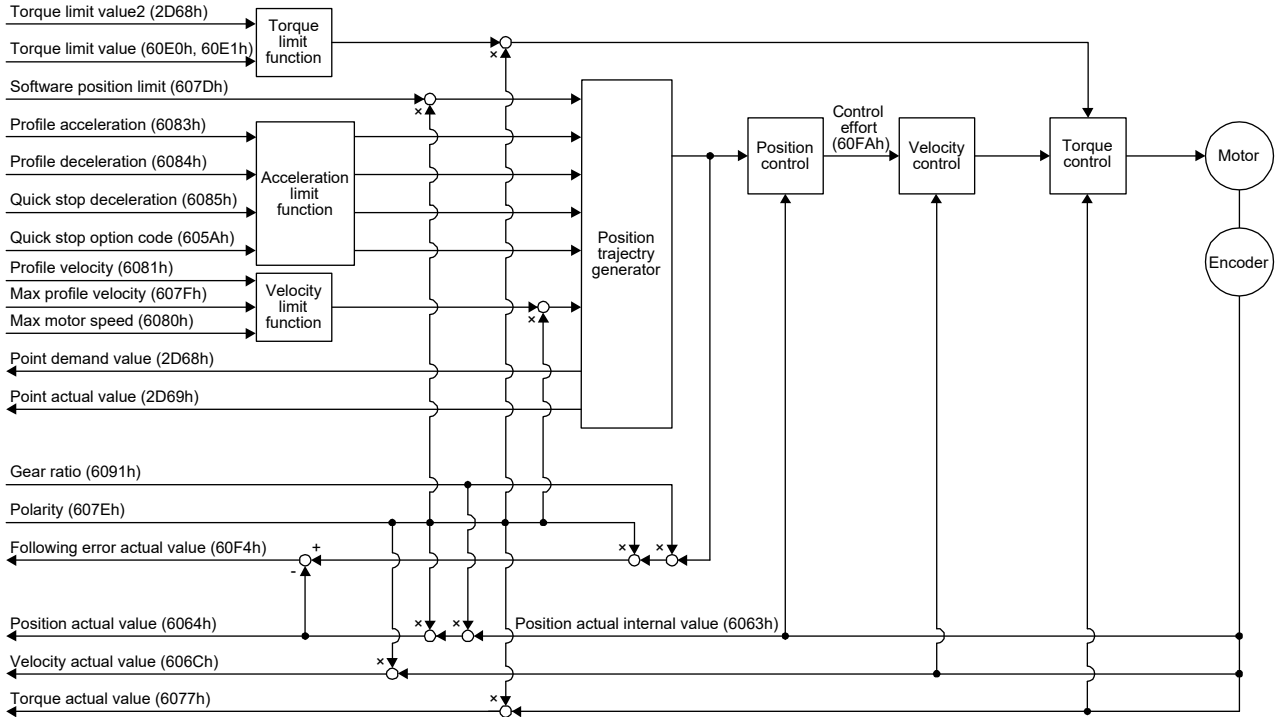 Torque limit value2 (2D68h)
Torque limit value (60E0h, 60E1h)
Torque
limit
function
×
Software position limit (607Dh)
×
Profile acceleration (6083h)
Profile deceleration (6084h)
Quick stop deceleration (6085h)
Quick stop option code (605Ah)
Acceleration
limit
function
Profile velocity (6081h)
Max profile velocity (607Fh)
Max motor speed (6080h)
Velocity
limit
function
×
Point demand value (2D68h)
Point actual value (2D69h)
Position
trajectry
generator
Position
control
Control
effort
(60FAh)
Velocity
control
Torque
control
Motor
Encoder
Gear ratio (6091h)
Polarity (607Eh)
Following error actual value (60F4h)
+
-
×
×
Position actual value (6064h)
×
×
Position actual internal value (6063h)
Velocity actual value (606Ch)
×
Torque actual value (6077h)
×